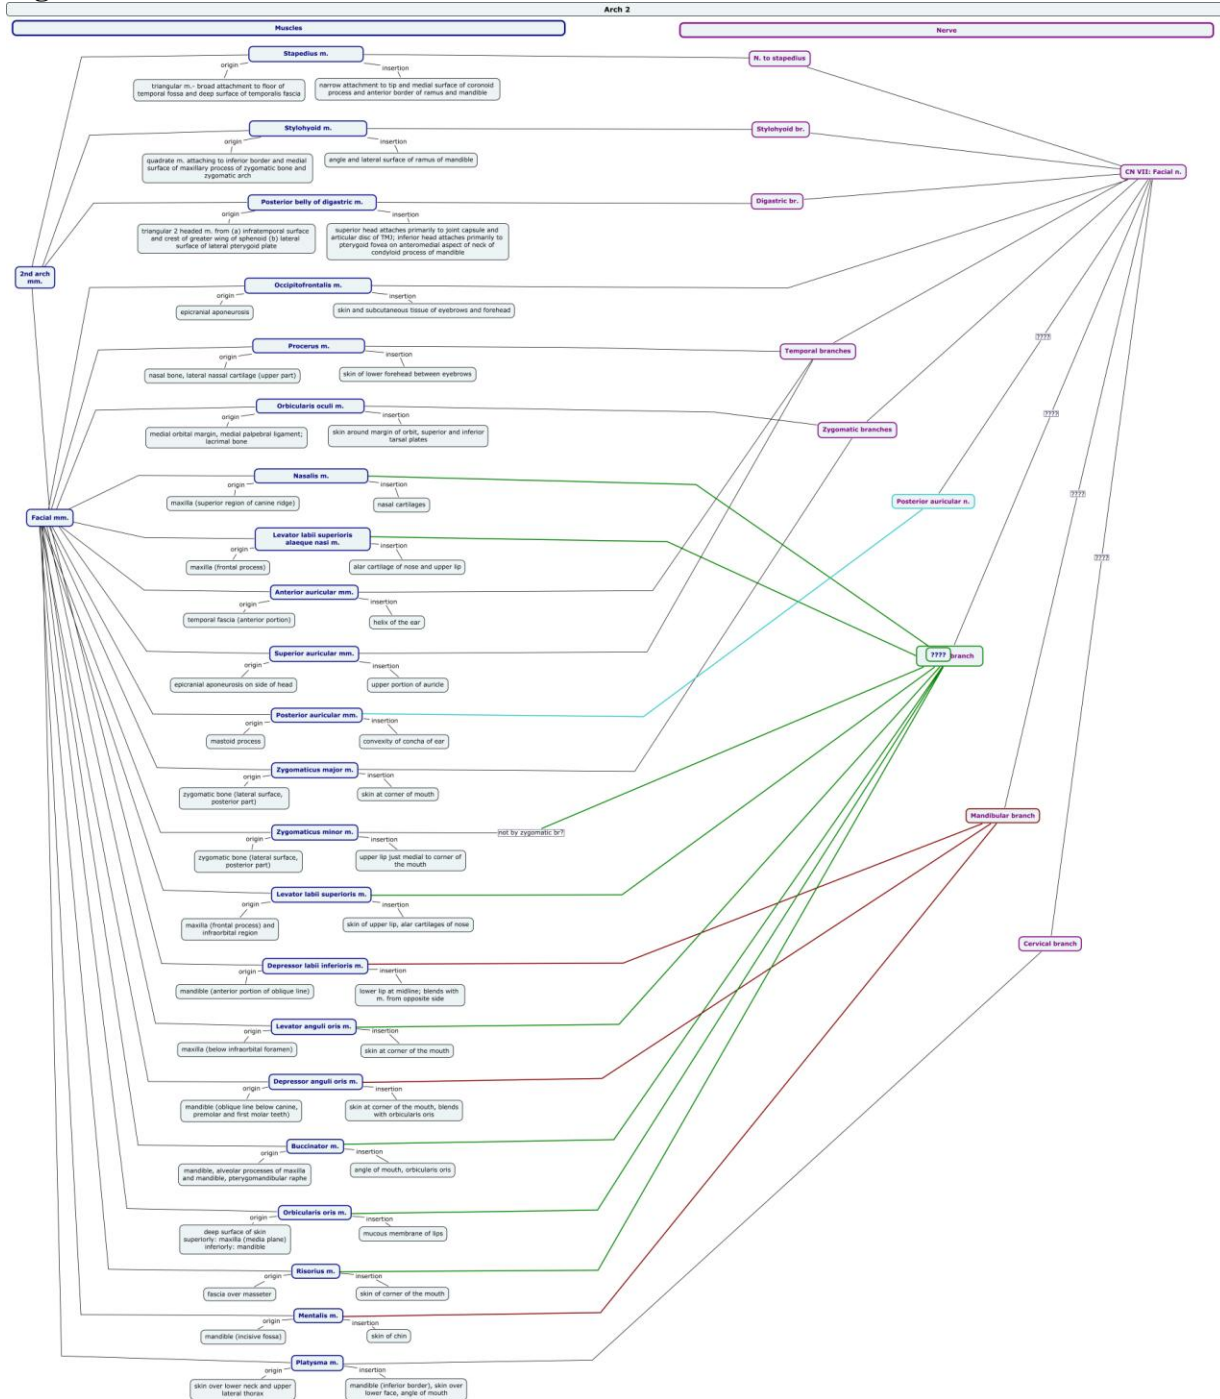 Arch 2
Muscles
Nerve
Stapedius m.
N. to stapedius
origin
insertion
triangular m.- broad attachment to floor of
temporal fossa and deep surface of temporalis fascia
narrow attachment to tip and medial surface of coronoid
process and anterior border of ramus and mandible
Stylohyoid m.
Stylohyoid br.
origin
insertion
quadrate m. attaching to inferior border and medial
surface of maxillary process of zygomatic bone and
zygomatic arch
angle and lateral surface of ramus of mandible
CN VII: Facial n.
Posterior belly of digastric m.
Digastric br.
origin
insertion
triangular 2 headed m. from (a) infratemporal surface
and crest of greater wing of sphenoid (b) lateral
surface of lateral pterygoid plate
superior head attaches primarily to joint capsule and
articular disc of TMJ; inferior head attaches primarily to
pterygoid fovea on anteromedial aspect of neck of
condyloid process of mandible
2nd arch
mm.
Occipitofrontalis m.
origin
insertion
epicranial aponeurosis
skin and subcutaneous tissue of eyebrows and forehead
????
Procerus m.
Temporal branches
origin
insertion
nasal bone, lateral nassal cartilage (upper part)
skin of lower forehead between eyebrows
Orbicularis oculi m.
????
origin
insertion
medial orbital margin, medial palpebral ligament;
lacrimal bone
skin around margin of orbit, superior and inferior
tarsal plates
Zygomatic branches
Nasalis m.
origin
insertion
maxilla (superior region of canine ridge)
nasal cartilages
????
Posterior auricular n.
Facial mm.
Levator labii superioris
alaeque nasi m.
origin
insertion
maxilla (frontal process)
alar cartilage of nose and upper lip
????
Anterior auricular mm.
origin
insertion
temporal fascia (anterior portion)
helix of the ear
Superior auricular mm.
???? branch
origin
insertion
epicranial aponeurosis on side of head
upper portion of auricle
Posterior auricular mm.
origin
insertion
mastoid process
convexity of concha of ear
Zygomaticus major m.
origin
insertion
zygomatic bone (lateral surface,
posterior part)
skin at corner of mouth
Mandibular branch
Zygomaticus minor m.
not by zygomatic br?
origin
insertion
zygomatic bone (lateral surface,
posterior part)
upper lip just medial to corner of
the mouth
Levator labii superioris m.
origin
insertion
maxilla (frontal process) and
infraorbital region
skin of upper lip, alar cartilages of nose
Cervical branch
Depressor labii inferioris m.
origin
insertion
mandible (anterior portion of oblique line)
lower lip at midline; blends with
m. from opposite side
Levator anguli oris m.
origin
insertion
maxilla (below infraorbital foramen)
skin at corner of the mouth
Depressor anguli oris m.
origin
insertion
mandible (oblique line below canine,
premolar and first molar teeth)
skin at corner of the mouth, blends
with orbicularis oris
Buccinator m.
origin
insertion
mandible, alveolar processes of maxilla
and mandible, pterygomandibular raphe
angle of mouth, orbicularis oris
Orbicularis oris m.
origin
insertion
deep surface of skin
superiorly: maxilla (media plane)
inferiorly: mandible
mucous membrane of lips
Risorius m.
origin
insertion
fascia over masseter
skin of corner of the mouth
Mentalis m.
origin
insertion
mandible (incisive fossa)
skin of chin
Platysma m.
origin
insertion
skin over lower neck and upper
lateral thorax
mandible (inferior border), skin over
lower face, angle of mouth